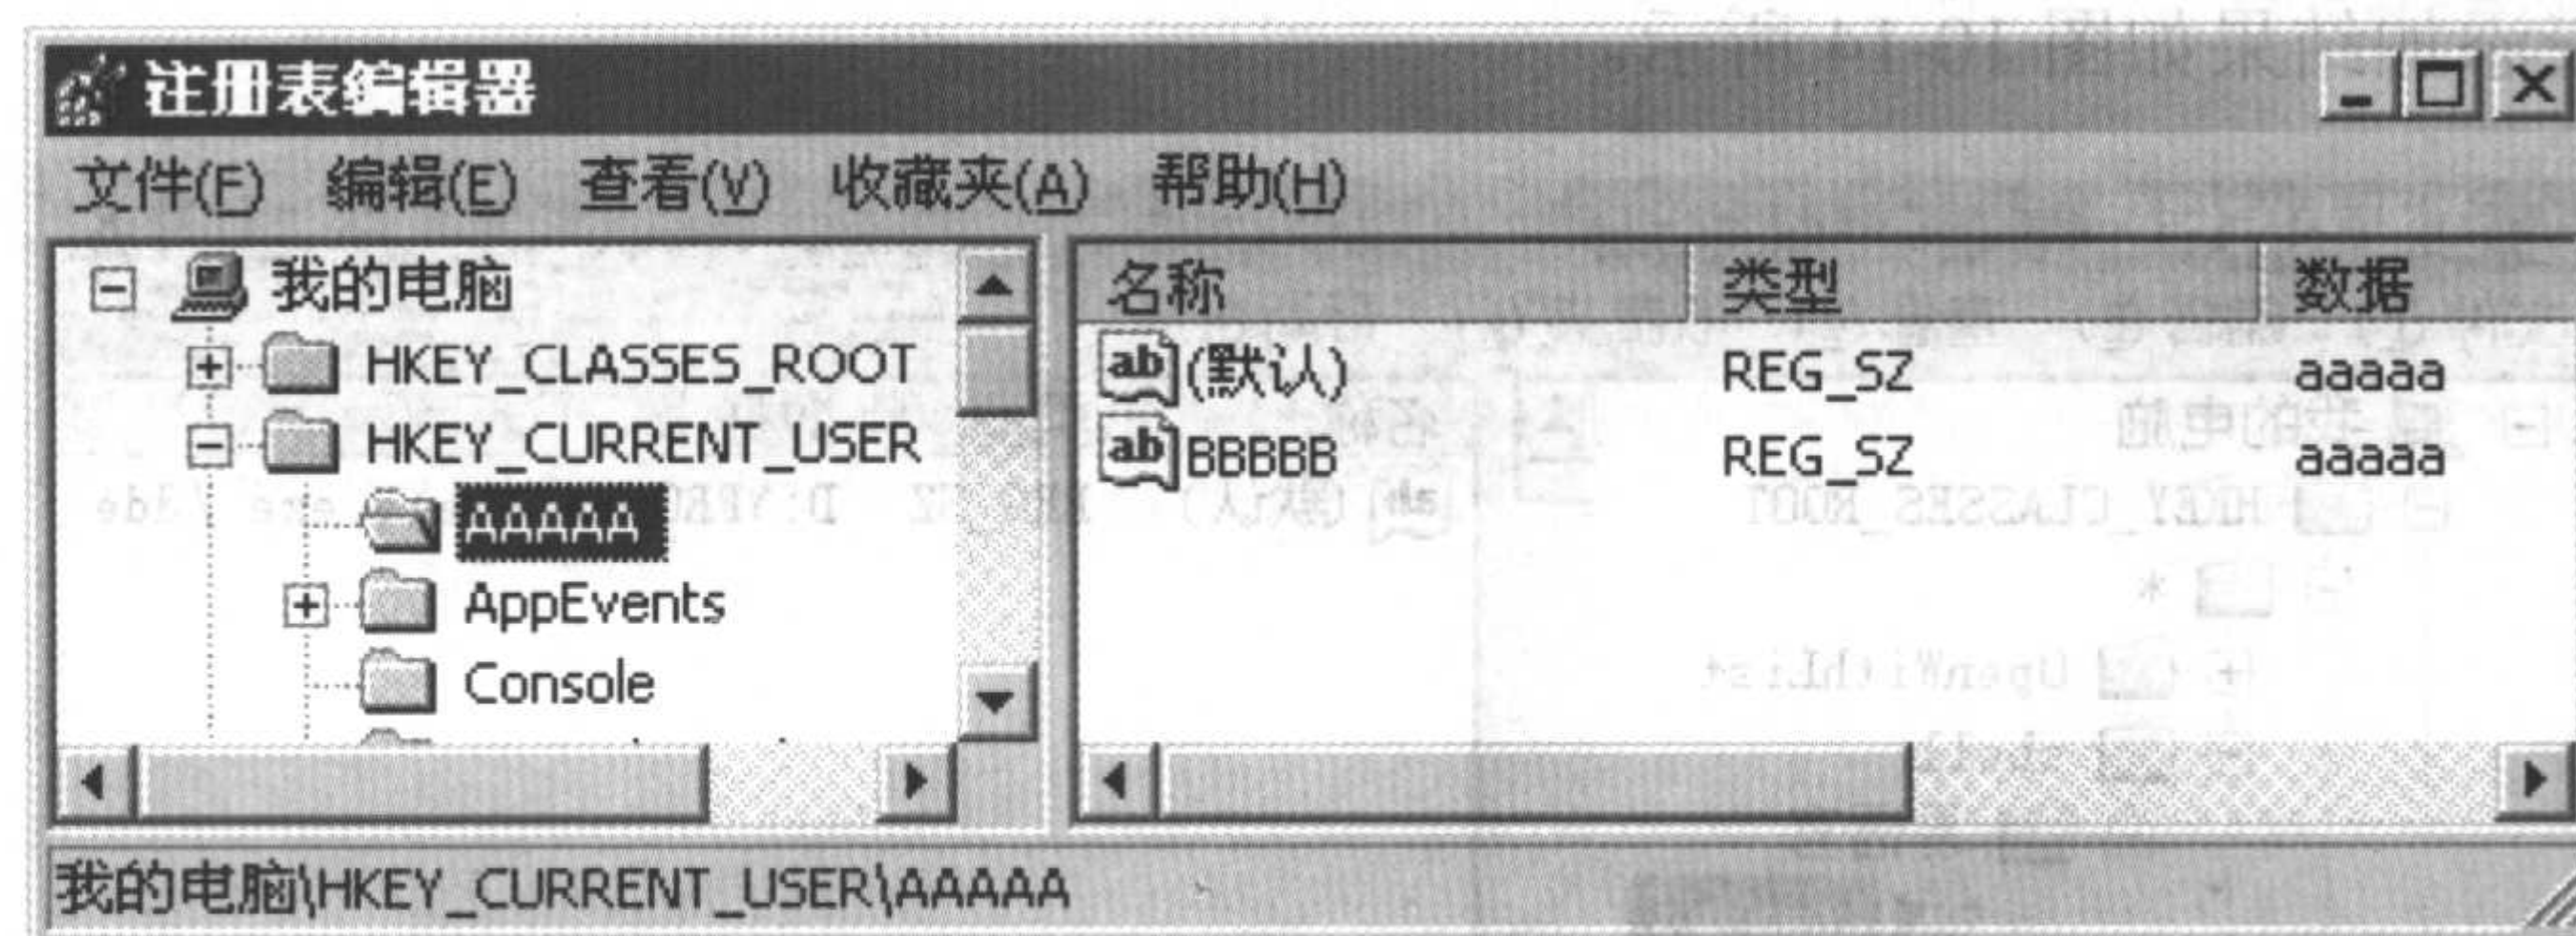 注册表编辑器
文件(F) 编辑(E) 查看(V) 收藏夹(A) 帮助(H)
我的电脑
HKEY_CLASSES_ROOT
HKEY_CURRENT_USER
AAAAA
AppEvents
Console
名称 类型 数据
ab (默认) REG_SZ aaaaa
ab BBBBB REG_SZ aaaaa
我的电脑\HKEY_CURRENT_USER\AAAAA